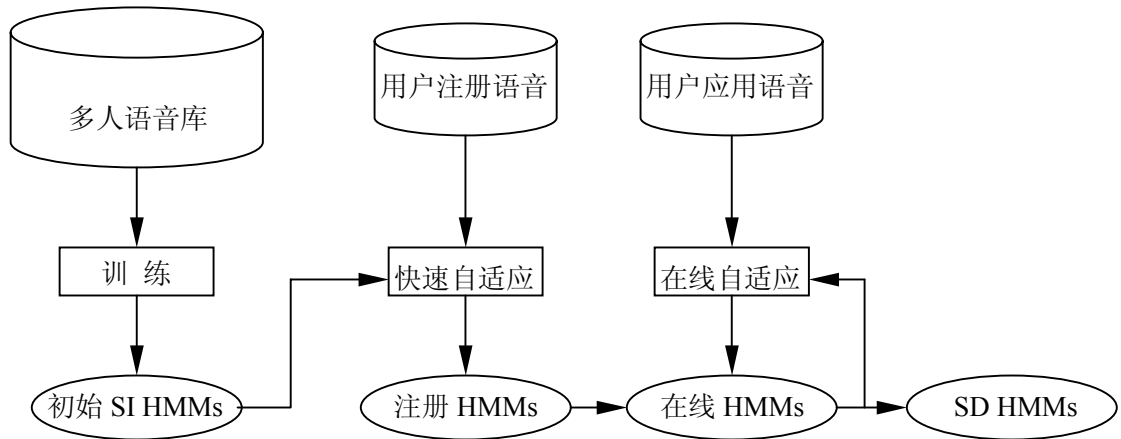 多人语音库
用户注册语音
用户应用语音
训 练
快速自适应
在线自适应
初始 SI HMMs
注册 HMMs
在线 HMMs
SD HMMs